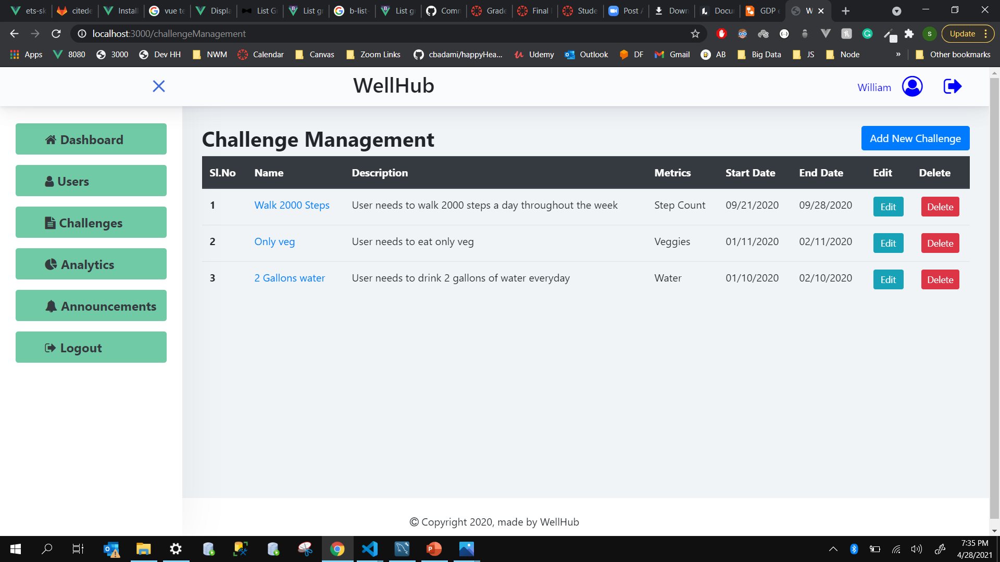 ets-sk citede Install vue te Displa List G List gr b-list- List gr Comm Grade Final Stude Post A Down Docum GDP e W
localhost:3000/challengeManagement
s Update
Apps 8080 3000 Dev HH NWM Calendar Canvas Zoom Links cbadami/happyHea... Udemy Outlook DF Gmail AB Big Data JS Node » Other bookmarks
WellHub
William
Dashboard
Users
Challenges
Analytics
Announcements
Logout
Challenge Management
Add New Challenge
Sl.No Name Description Metrics Start Date End Date Edit Delete
1 Walk 2000 Steps User needs to walk 2000 steps a day throughout the week Step Count 09/21/2020 09/28/2020 Edit Delete
2 Only veg User needs to eat only veg Veggies 01/11/2020 02/11/2020 Edit Delete
3 2 Gallons water User needs to drink 2 gallons of water everyday Water 01/10/2020 02/10/2020 Edit Delete
© Copyright 2020, made by WellHub
7:35 PM
4/28/2021